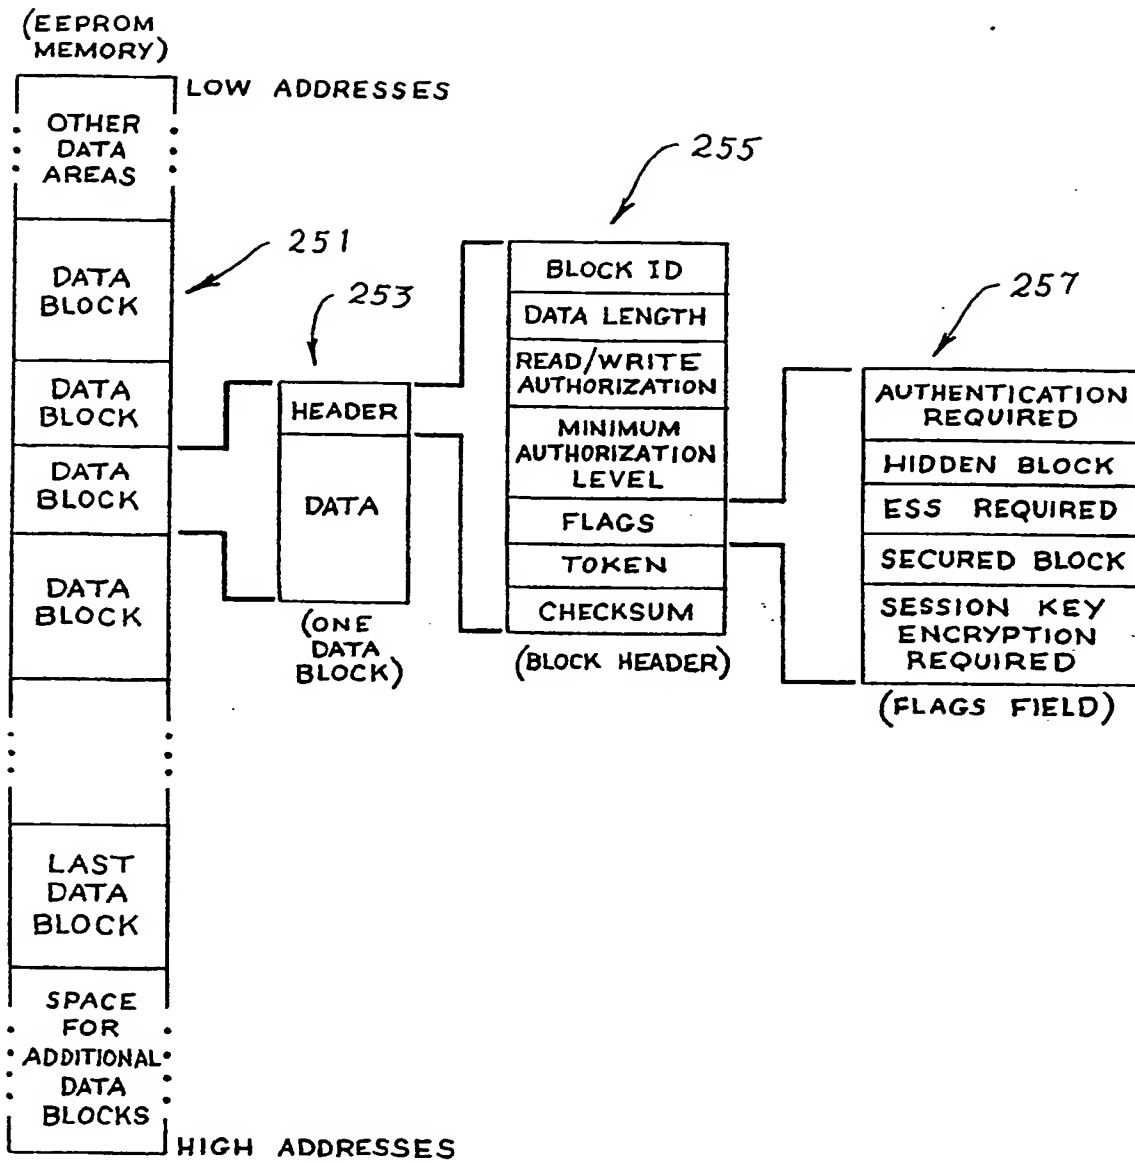 (EEPROM
MEMORY)
LOW ADDRESSES
OTHER
DATA
AREAS
251
DATA
BLOCK
DATA
BLOCK
DATA
BLOCK
DATA
BLOCK
LAST
DATA
BLOCK
SPACE
FOR
ADDITIONAL
DATA
BLOCKS
HIGH ADDRESSES
253
HEADER
DATA
(ONE
DATA
BLOCK)
255
BLOCK ID
DATA LENGTH
READ/WRITE
AUTHORIZATION
MINIMUM
AUTHORIZATION
LEVEL
FLAGS
TOKEN
CHECKSUM
(BLOCK HEADER)
257
AUTHENTICATION
REQUIRED
HIDDEN BLOCK
ESS REQUIRED
SECURED BLOCK
SESSION KEY
ENCRYPTION
REQUIRED
(FLAGS FIELD)